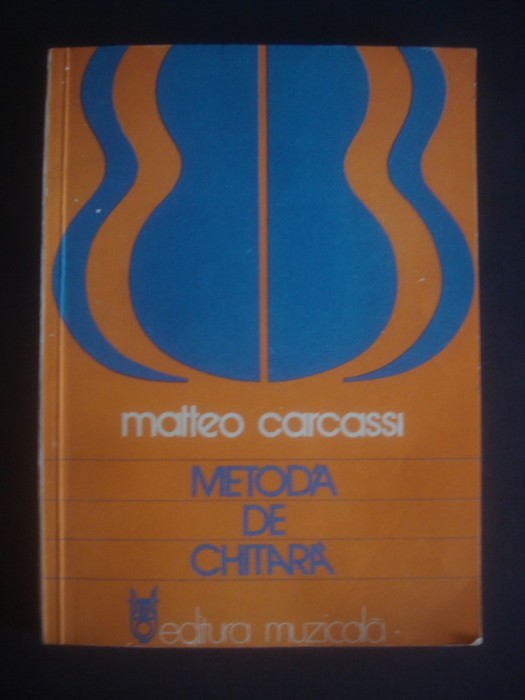 matteo carcassi
METODĂ
DE
CHITARĂ
editura muzicală